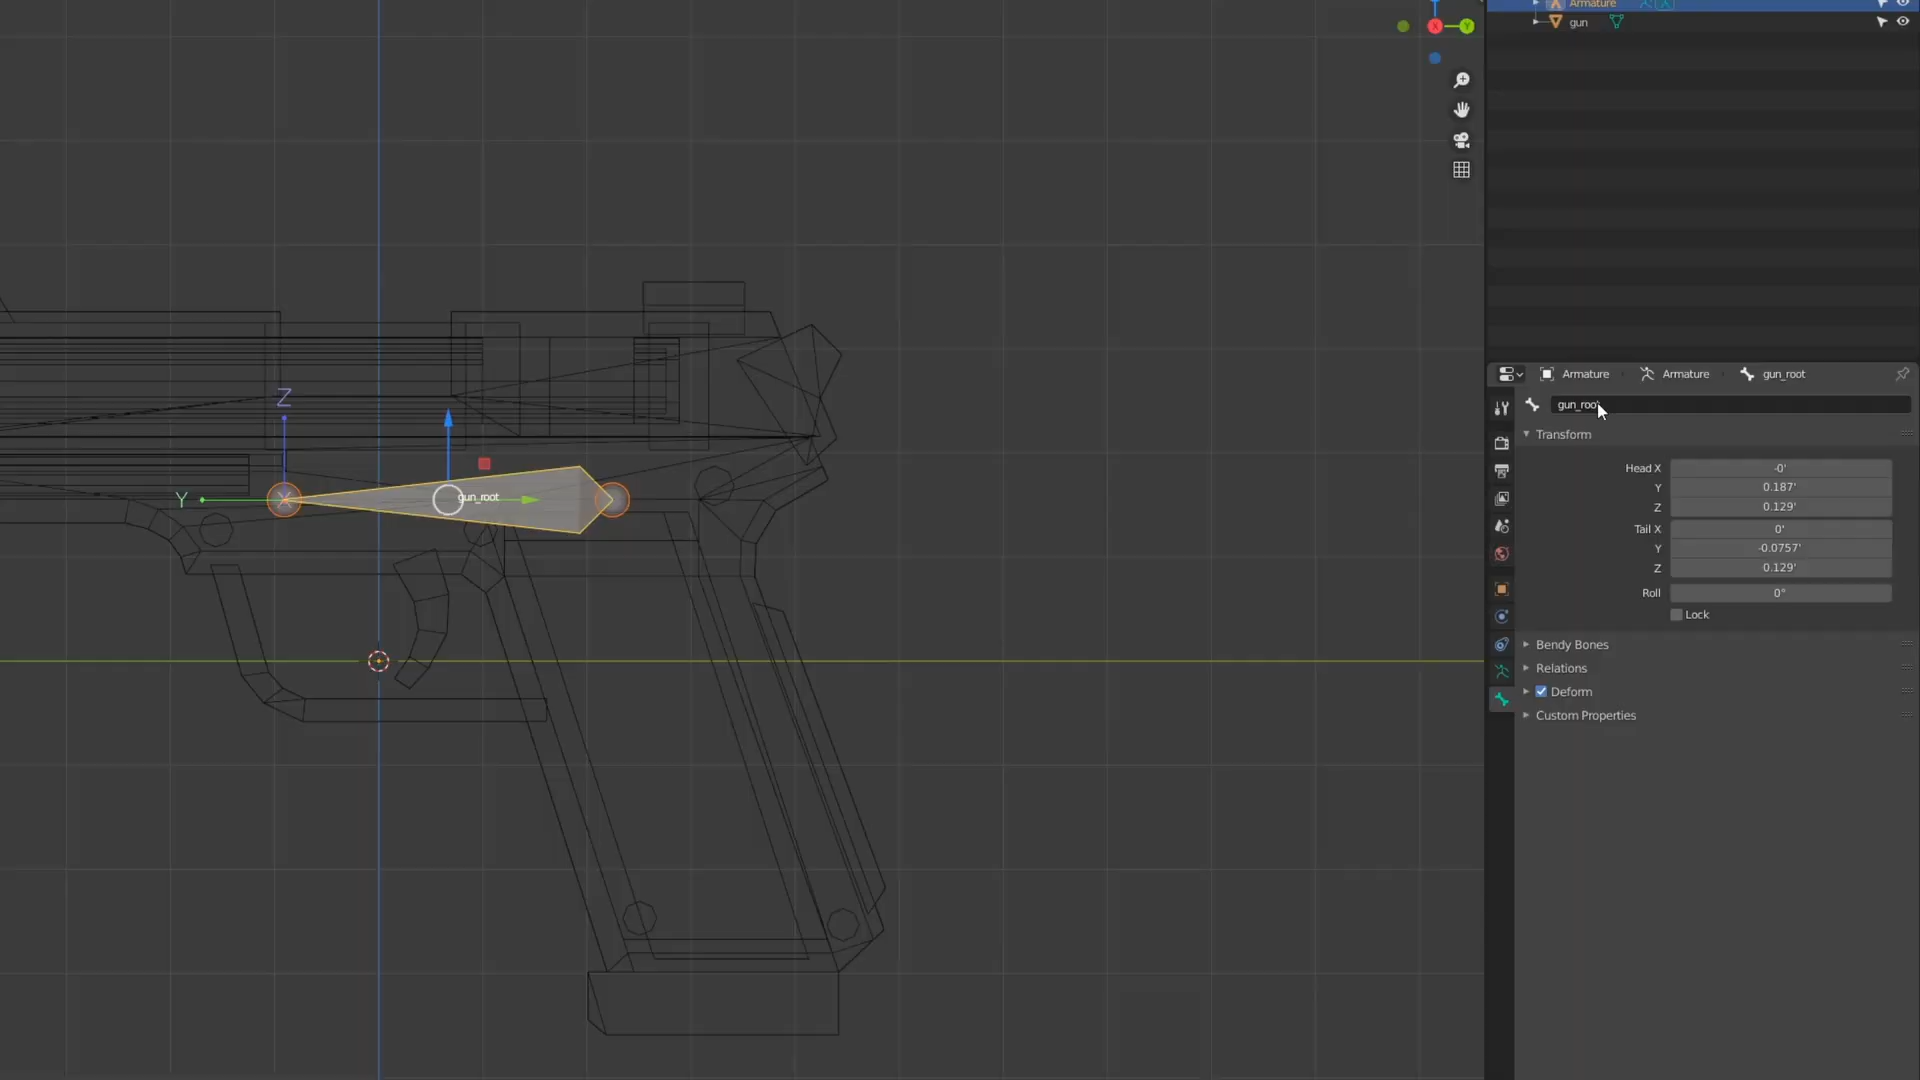 Armature
gun
Armature Armature gun_root
gun_root
Transform
Head X -0'
Y 0.187'
Z 0.129'
Tail X 0'
Y -0.0757'
Z 0.129'
Roll 0°
Lock
Bendy Bones
Relations
Deform
Custom Properties
X Y
Z
Y X gun_root